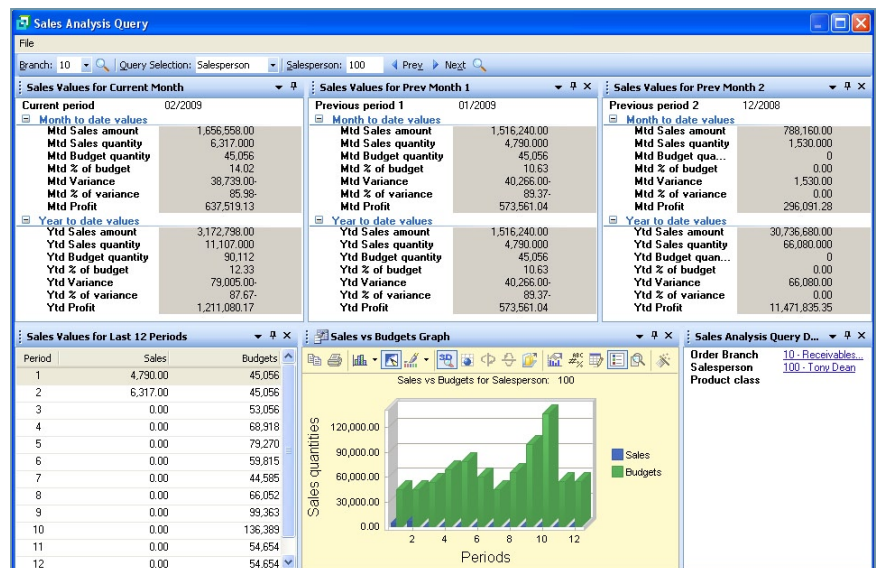 Sales Analysis Query
File
Branch: 10 Query Selection: Salesperson Salesperson: 100 Prev Next
Sales Values for Current Month
Current period 02/2009
Month to date values
Mtd Sales amount 1,656,558.00
Mtd Sales quantity 6,317.000
Mtd Budget quantity 45,056
Mtd % of budget 14.02
Mtd Variance 38,739.00-
Mtd % of variance 85.98-
Mtd Profit 637,519.13
Year to date values
Ytd Sales amount 3,172,798.00
Ytd Sales quantity 11,107.000
Ytd Budget quantity 90,112
Ytd % of budget 12.33
Ytd Variance 79,005.00-
Ytd % of variance 87.67-
Ytd Profit 1,211,080.17
Sales Values for Prev Month 1
Previous period 1 01/2009
Month to date values
Mtd Sales amount 1,516,240.00
Mtd Sales quantity 4,790.000
Mtd Budget quantity 45,056
Mtd % of budget 10.63
Mtd Variance 40,266.00-
Mtd % of variance 89.37-
Mtd Profit 573,561.04
Year to date values
Ytd Sales amount 1,516,240.00
Ytd Sales quantity 4,790.000
Ytd Budget quantity 45,056
Ytd % of budget 10.63
Ytd Variance 40,266.00-
Ytd % of variance 89.37-
Ytd Profit 573,561.04
Sales Values for Prev Month 2
Previous period 2 12/2008
Month to date values
Mtd Sales amount 788,160.00
Mtd Sales quantity 1,530.000
Mtd Budget qua... 0
Mtd % of budget 0.00
Mtd Variance 1,530.00
Mtd % of variance 0.00
Mtd Profit 296,091.28
Year to date values
Ytd Sales amount 30,736,680.00
Ytd Sales quantity 66,080.000
Ytd Budget quan... 0
Ytd % of budget 0.00
Ytd Variance 66,080.00
Ytd % of variance 0.00
Ytd Profit 11,471,835.35
Sales Values for Last 12 Periods
Period Sales Budgets
1 4,790.00 45,056
2 6,317.00 45,056
3 0.00 53,056
4 0.00 68,918
5 0.00 79,270
6 0.00 59,815
7 0.00 44,585
8 0.00 66,052
9 0.00 99,363
10 0.00 136,389
11 0.00 54,654
12 0.00 54,654
Sales vs Budgets Graph
Sales vs Budgets for Salesperson: 100
Sales quantities
120,000.00
90,000.00
60,000.00
30,000.00
0.00
2 4 6 8 10 12
Periods
Sales
Budgets
Sales Analysis Query D...
Order Branch 10 - Receivables...
Salesperson 100 - Tony Dean
Product class